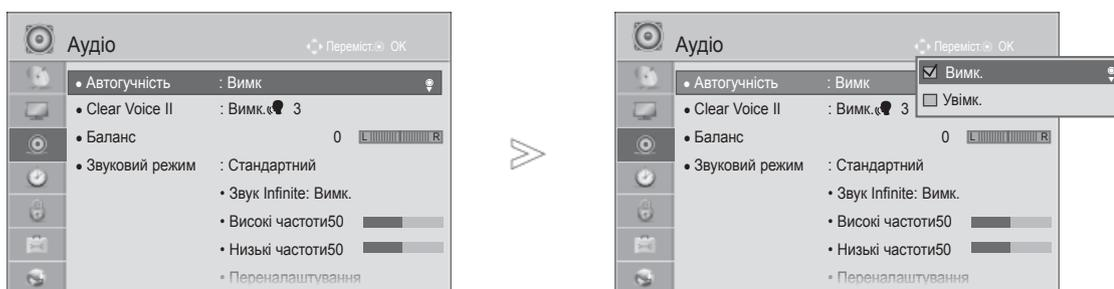 Аудіо
Переміст. OK
• Автогучність : Вимк
• Clear Voice II : Вимк. 3
• Баланс 0 L R
• Звуковий режим : Стандартний
• Звук Infinite: Вимк.
• Високі частоти50
• Низькі частоти50
• Переналаштування
Аудіо
Переміст. OK
• Автогучність : Вимк
Вимк.
Увімк.
• Clear Voice II : Вимк. 3
• Баланс 0 L R
• Звуковий режим : Стандартний
• Звук Infinite: Вимк.
• Високі частоти50
• Низькі частоти50
• Переналаштування